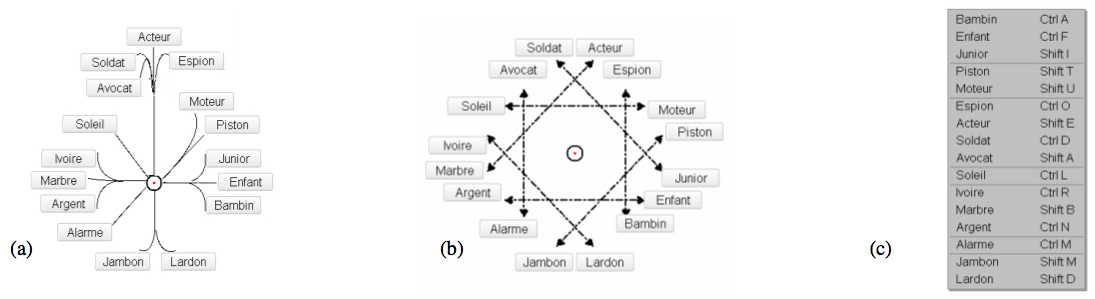 Acteur
Soldat
Espion
Avocat
Moteur
Soleil
Piston
Ivoire
Junior
Marbre
Enfant
Argent
Bambin
Alarme
Jambon
Lardon
(a)
Soldat
Acteur
Avocat
Espion
Soleil
Moteur
Piston
Ivoire
Marbre
Junior
Argent
Enfant
Alarme
Bambin
Jambon
Lardon
(b)
Bambin Ctrl A
Enfant Ctrl F
Junior Shift I
Piston Shift T
Moteur Shift U
Espion Ctrl O
Acteur Shift E
Soldat Ctrl D
Avocat Shift A
Soleil Ctrl L
Ivoire Ctrl R
Marbre Shift B
Argent Ctrl N
Alarme Ctrl M
Jambon Shift M
Lardon Shift D
(c)